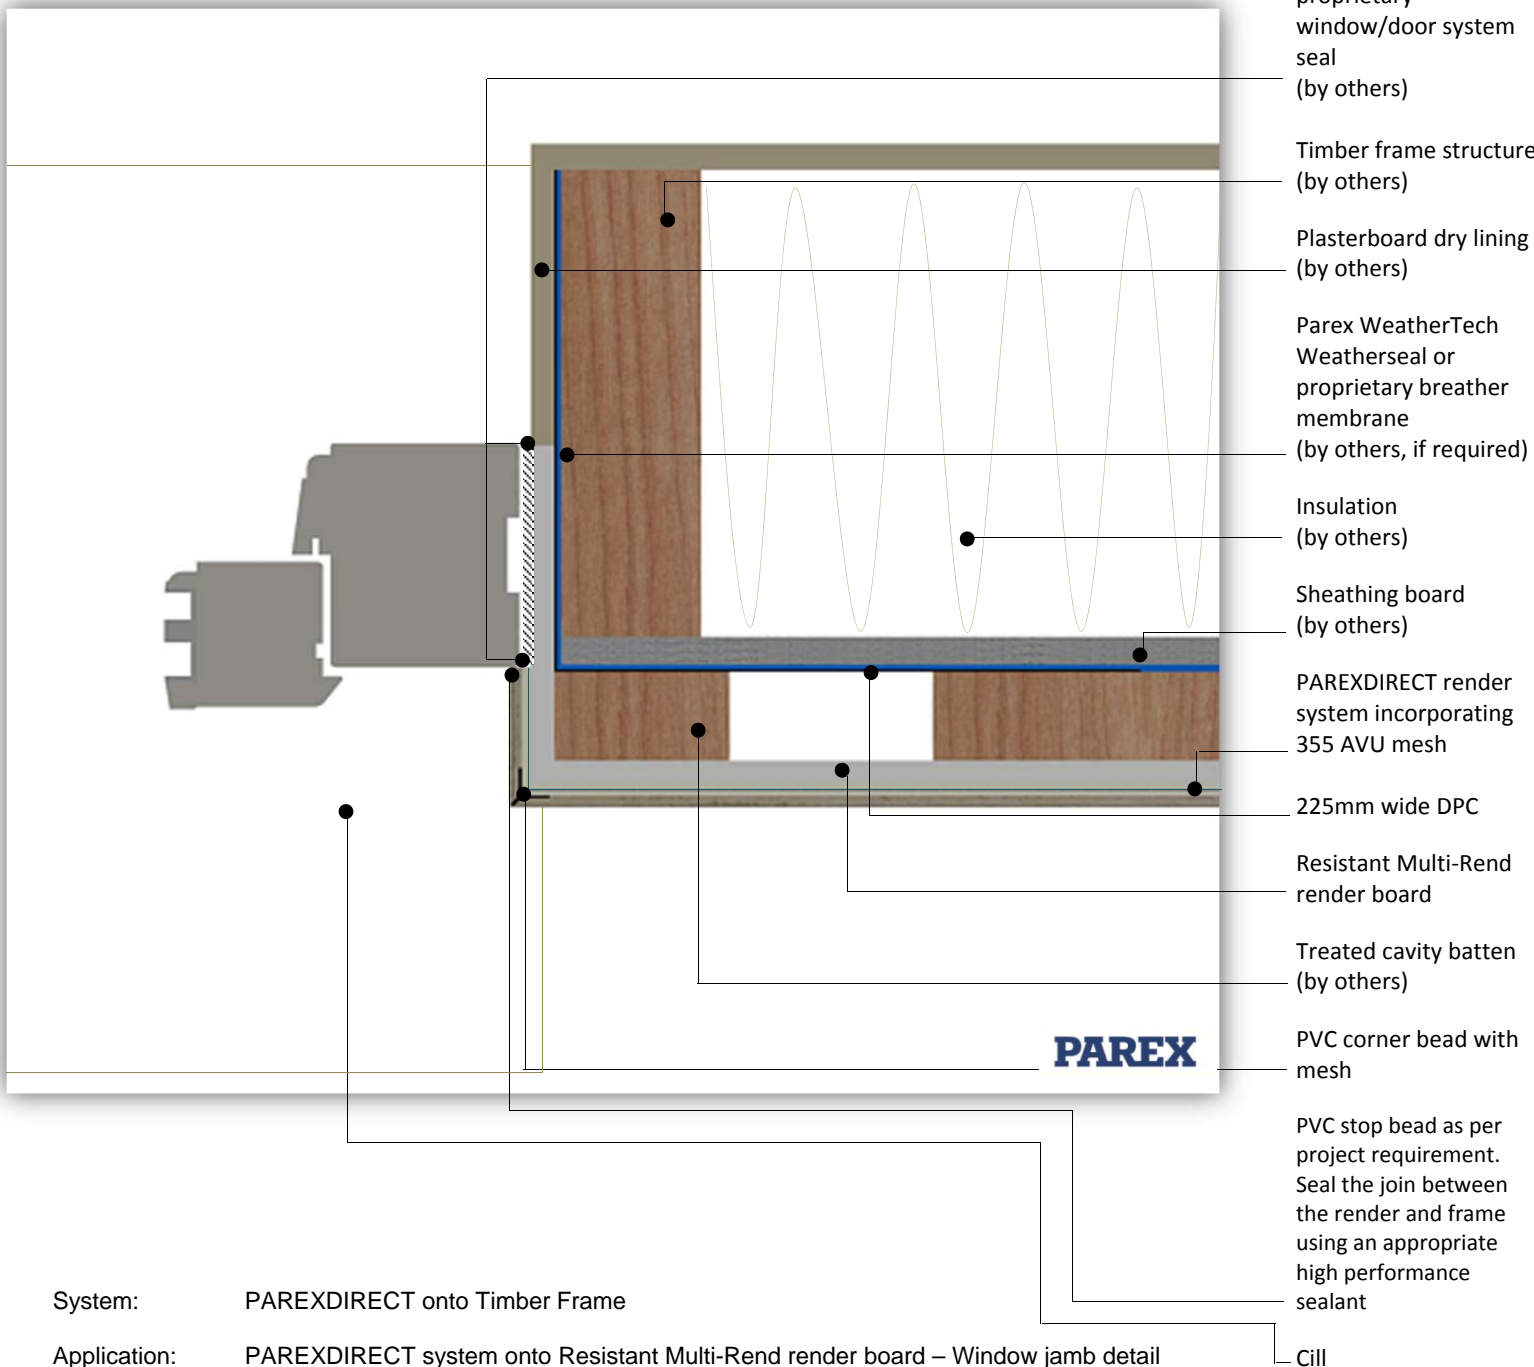 proprietary
window/door system
seal
(by others)
Timber frame structure
(by others)
Plasterboard dry lining
(by others)
Parex WeatherTech
Weatherseal or
proprietary breather
membrane
(by others, if required)
Insulation
(by others)
Sheathing board
(by others)
PAREXDIRECT render
system incorporating
355 AVU mesh
225mm wide DPC
Resistant Multi-Rend
render board
Treated cavity batten
(by others)
PVC corner bead with
mesh
PAREX
PVC stop bead as per
project requirement.
Seal the join between
the render and frame
using an appropriate
high performance
sealant
Cill
System: PAREXDIRECT onto Timber Frame
Application: PAREXDIRECT system onto Resistant Multi-Rend render board – Window jamb detail